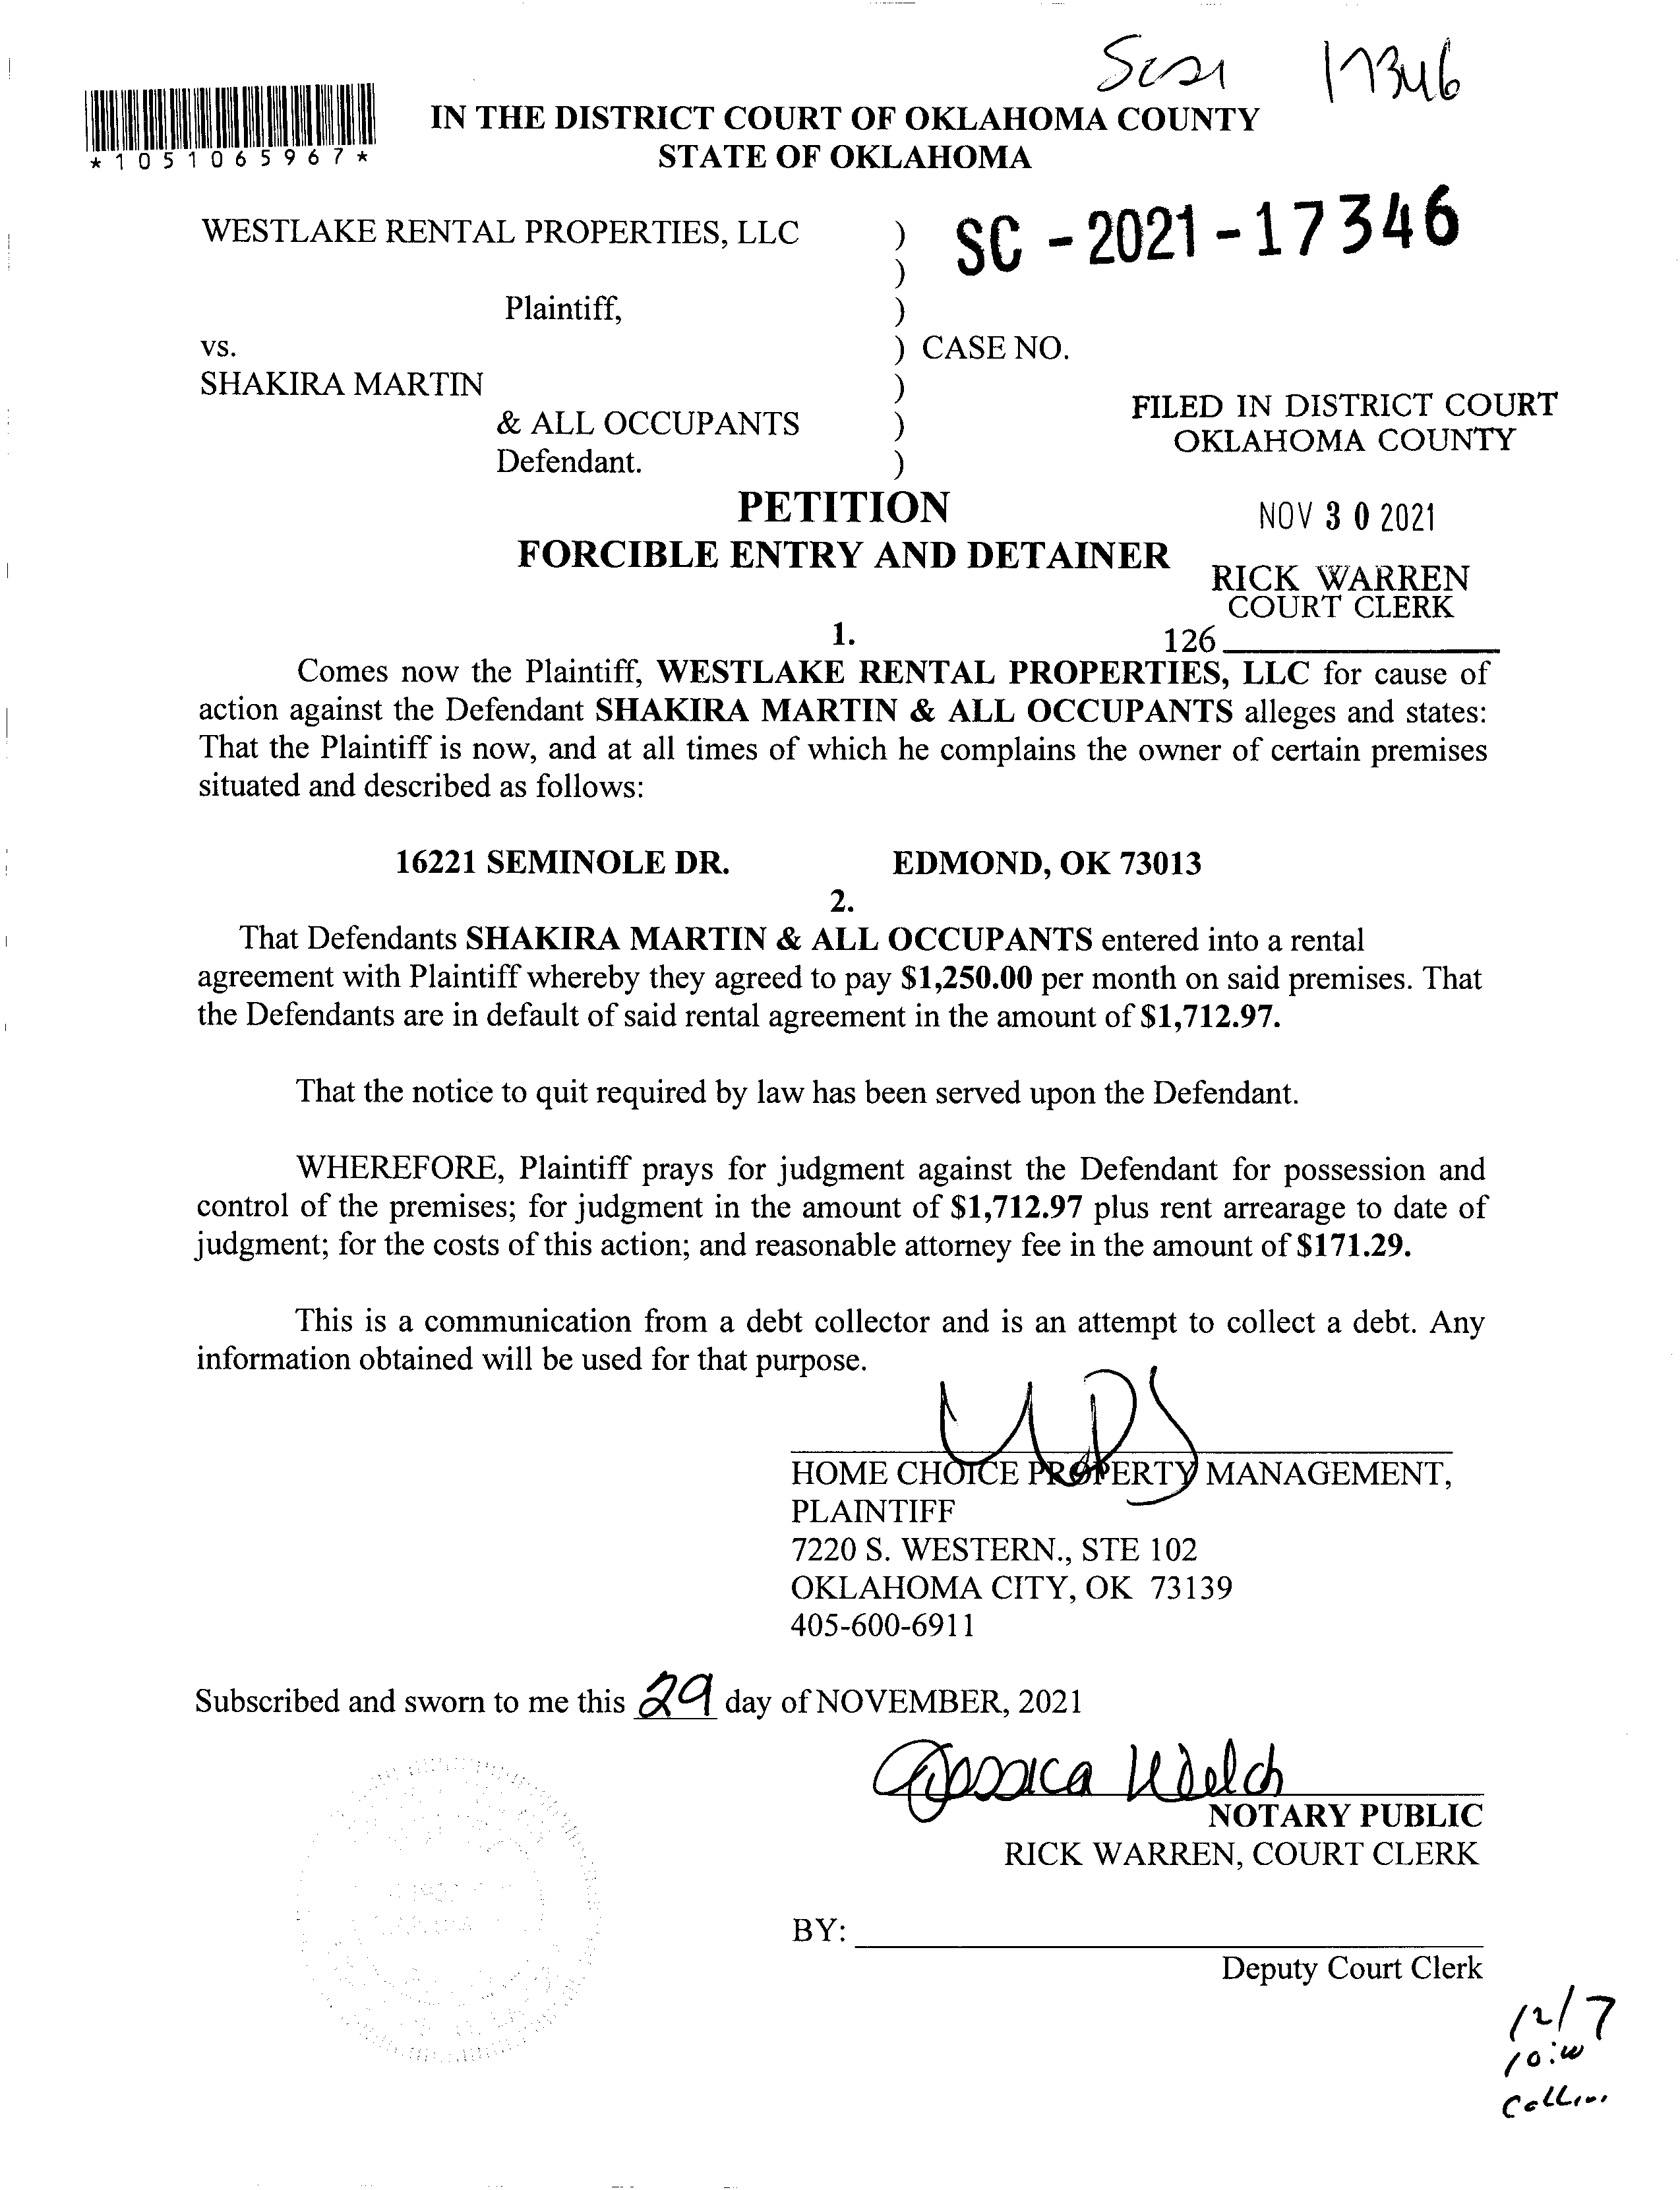 SC21 17346
*1051065967*
IN THE DISTRICT COURT OF OKLAHOMA COUNTY
STATE OF OKLAHOMA
WESTLAKE RENTAL PROPERTIES, LLC )
SC - 2021 - 17346
)
Plaintiff, )
vs. ) CASE NO.
SHAKIRA MARTIN )
& ALL OCCUPANTS )
Defendant. )
FILED IN DISTRICT COURT
OKLAHOMA COUNTY
NOV 30 2021
RICK WARREN
COURT CLERK
126
PETITION
FORCIBLE ENTRY AND DETAINER
1.
Comes now the Plaintiff, WESTLAKE RENTAL PROPERTIES, LLC for cause of
action against the Defendant SHAKIRA MARTIN & ALL OCCUPANTS alleges and states:
That the Plaintiff is now, and at all times of which he complains the owner of certain premises
situated and described as follows:
16221 SEMINOLE DR. EDMOND, OK 73013
2.
That Defendants SHAKIRA MARTIN & ALL OCCUPANTS entered into a rental
agreement with Plaintiff whereby they agreed to pay $1,250.00 per month on said premises. That
the Defendants are in default of said rental agreement in the amount of $1,712.97.
That the notice to quit required by law has been served upon the Defendant.
WHEREFORE, Plaintiff prays for judgment against the Defendant for possession and
control of the premises; for judgment in the amount of $1,712.97 plus rent arrearage to date of
judgment; for the costs of this action; and reasonable attorney fee in the amount of $171.29.
This is a communication from a debt collector and is an attempt to collect a debt. Any
information obtained will be used for that purpose.
HOME CHOICE PROPERTY MANAGEMENT,
PLAINTIFF
7220 S. WESTERN., STE 102
OKLAHOMA CITY, OK 73139
405-600-6911
Subscribed and sworn to me this 29 day of NOVEMBER, 2021
Jessica Welch
NOTARY PUBLIC
RICK WARREN, COURT CLERK
BY:
Deputy Court Clerk
12/7
10:00
Collins